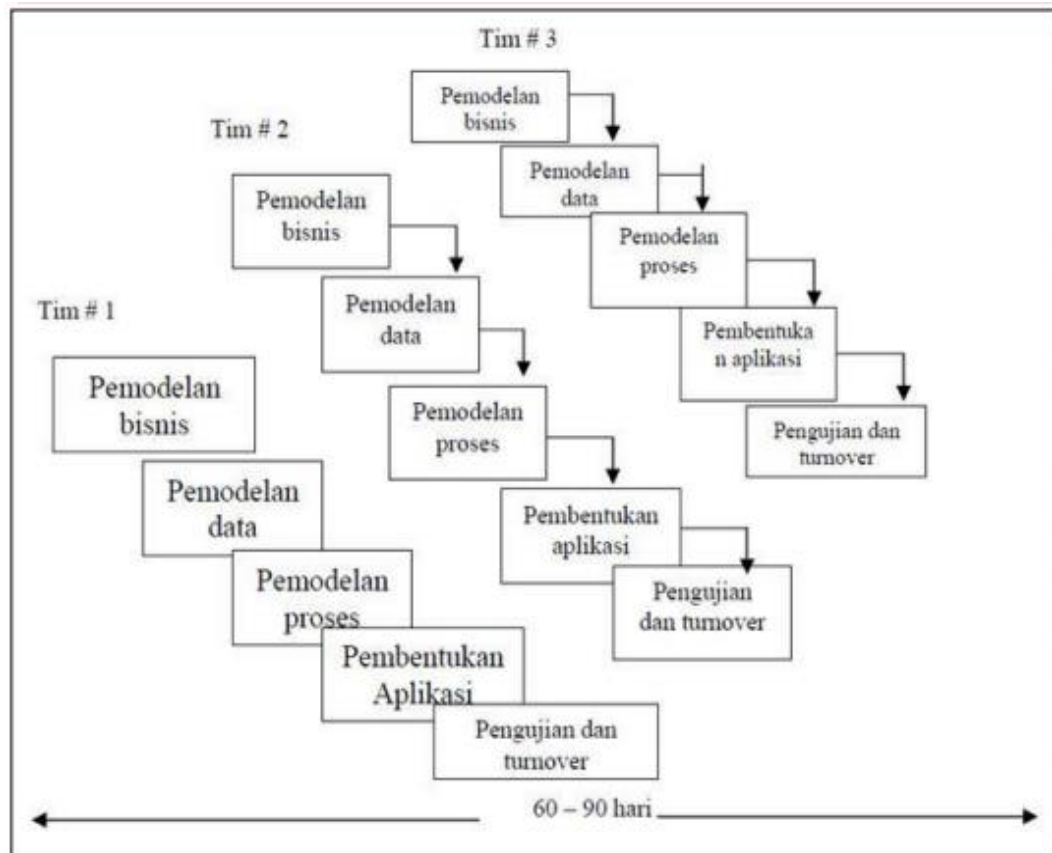 Tim # 3
Pemodelan
bisnis
Pemodelan
data
Pemodelan
proses
Pembentuka
n aplikasi
Pengujian dan
turnover
Tim # 2
Pemodelan
bisnis
Pemodelan
data
Pemodelan
proses
Pembentukan
aplikasi
Pengujian
dan turnover
Tim # 1
Pemodelan
bisnis
Pemodelan
data
Pemodelan
proses
Pembentukan
Aplikasi
Pengujian dan
turnover
60 – 90 hari